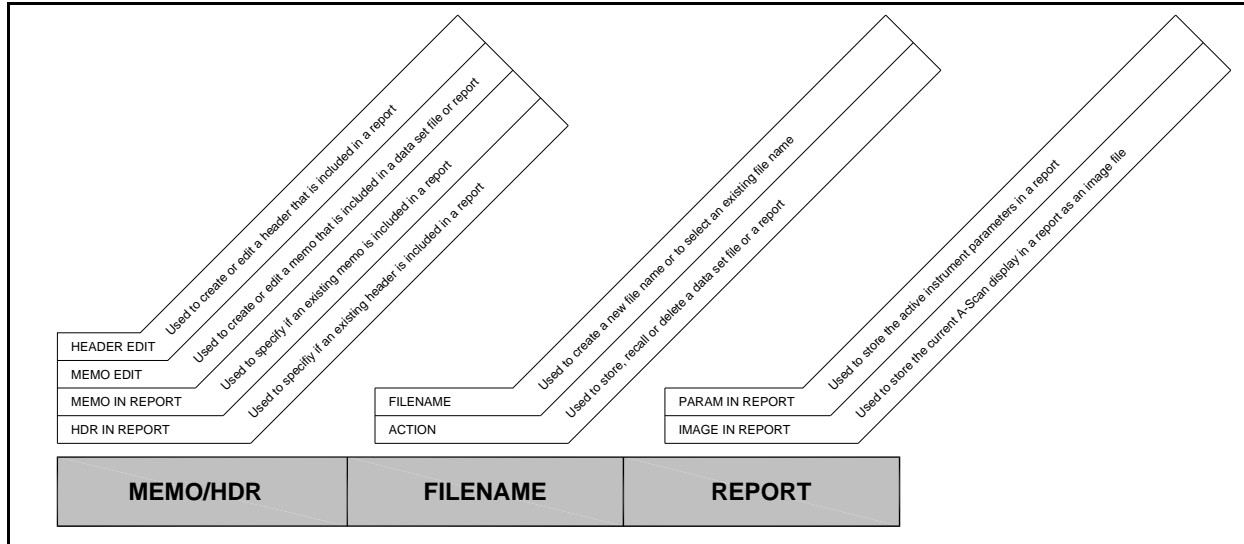 Used to create or edit a header that is included in a report
Used to create or edit a memo that is included in a data set file or report
Used to specify if an existing memo is included in a report
Used to specifiy if an existing header is included in a report
HEADER EDIT
MEMO EDIT
MEMO IN REPORT
HDR IN REPORT
Used to create a new file name or to select an existing file name
Used to store, recall or delete a data set file or a report
FILENAME
ACTION
Used to store the active instrument parameters in a report
Used to store the current A-Scan display in a report as an image file
PARAM IN REPORT
IMAGE IN REPORT
MEMO/HDR
FILENAME
REPORT